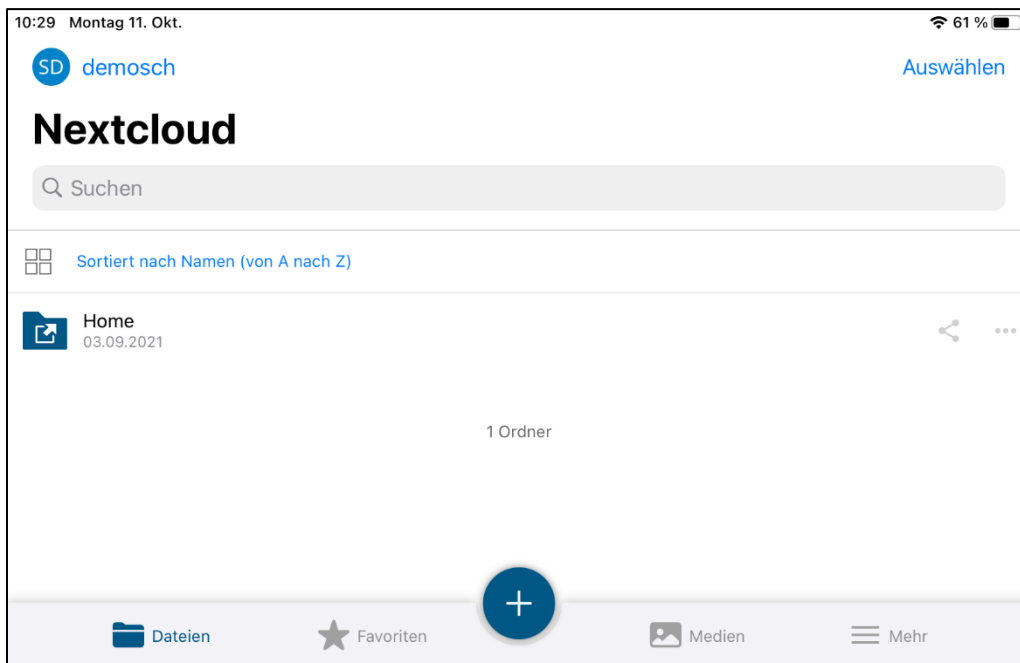 10:29 Montag 11. Okt. 61 %
SD demosch Auswählen
Nextcloud
Suchen
Sortiert nach Namen (von A nach Z)
Home
03.09.2021
1 Ordner
Dateien Favoriten Medien Mehr